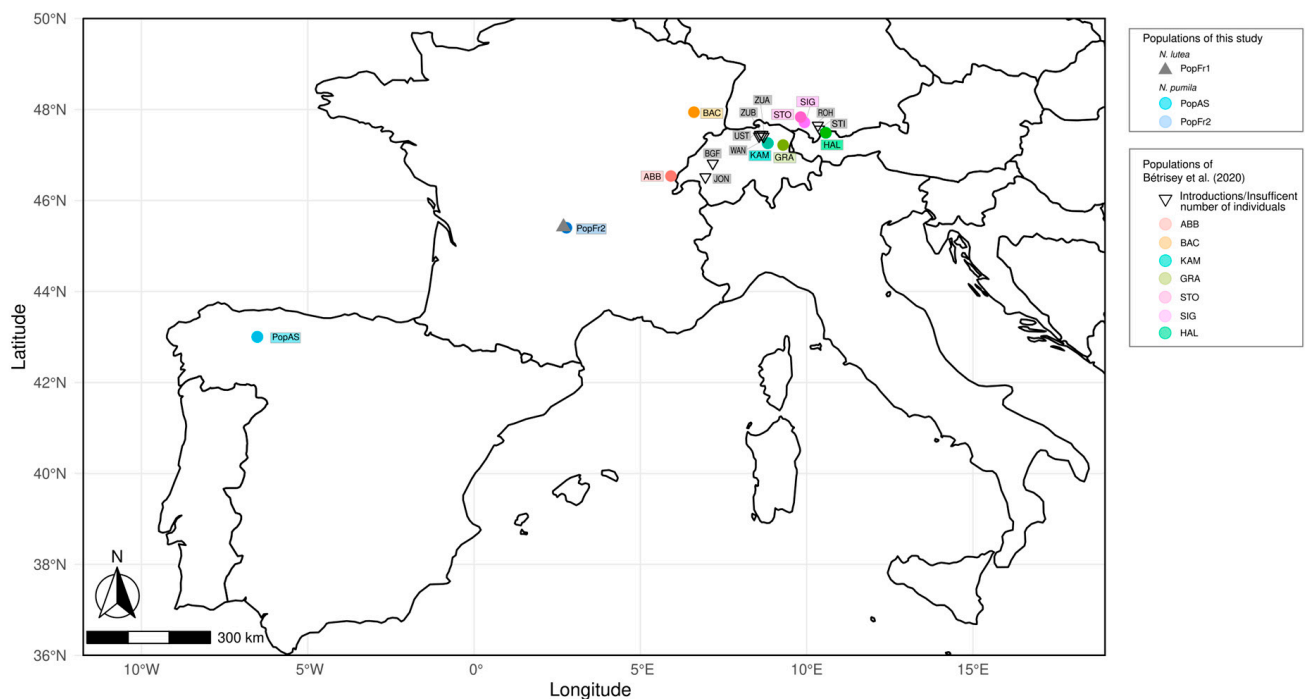 50°N
48°N
46°N
44°N
42°N
40°N
38°N
36°N
Latitude
10°W
5°W
0°
5°E
10°E
15°E
Longitude
N
300 km
BAC
ZUA
ZUB
UST
WAN
KAM
GRA
STO
SIG
ROH
STI
HAL
BGF
JON
ABB
PopFr2
PopAS
Populations of this study
N. lutea
PopFr1
N. pumila
PopAS
PopFr2
Populations of
Bétrisey et al. (2020)
Introductions/Insufficent
number of individuals
ABB
BAC
KAM
GRA
STO
SIG
HAL